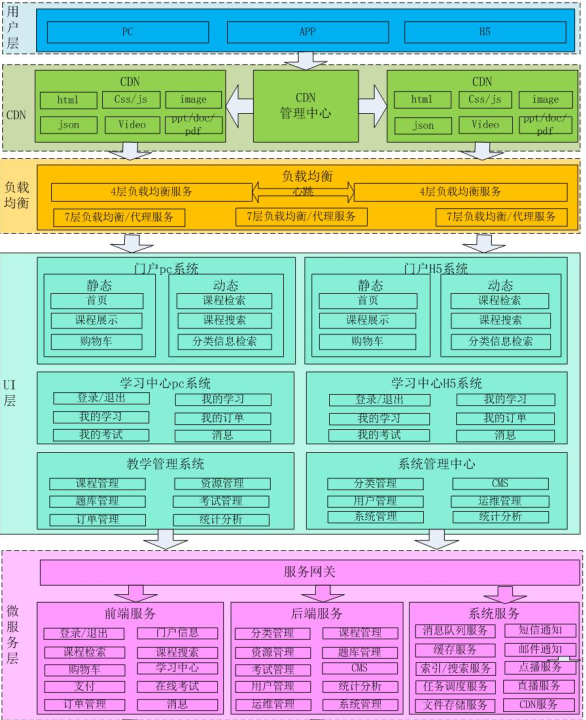 用户层
PC
APP
H5
CDN
CDN
html
Css/js
image
json
Video
ppt/doc/pdf
CDN
管理中心
CDN
html
Css/js
image
json
Video
ppt/doc/pdf
负载均衡
负载均衡
4层负载均衡服务
心跳
4层负载均衡服务
7层负载均衡/代理服务
7层负载均衡/代理服务
7层负载均衡/代理服务
UI层
门户pc系统
静态
首页
课程展示
购物车
动态
课程检索
课程搜索
分类信息检索
门户H5系统
静态
首页
课程展示
购物车
动态
课程检索
课程搜索
分类信息检索
学习中心pc系统
登录/退出
我的学习
我的学习
我的订单
我的考试
消息
学习中心H5系统
登录/退出
我的学习
我的学习
我的订单
我的考试
消息
教学管理系统
课程管理
资源管理
题库管理
考试管理
订单管理
统计分析
系统管理中心
分类管理
CMS
用户管理
运维管理
系统管理
统计分析
微服务层
服务网关
前端服务
登录/退出
门户信息
课程检索
课程搜索
购物车
学习中心
支付
在线考试
订单管理
消息
后端服务
分类管理
课程管理
资源管理
题库管理
考试管理
CMS
用户管理
统计分析
运维管理
系统管理
系统服务
消息队列服务
短信通知
缓存服务
邮件通知
索引/搜索服务
点播服务
任务调度服务
直播服务
文件存储服务
CDN服务